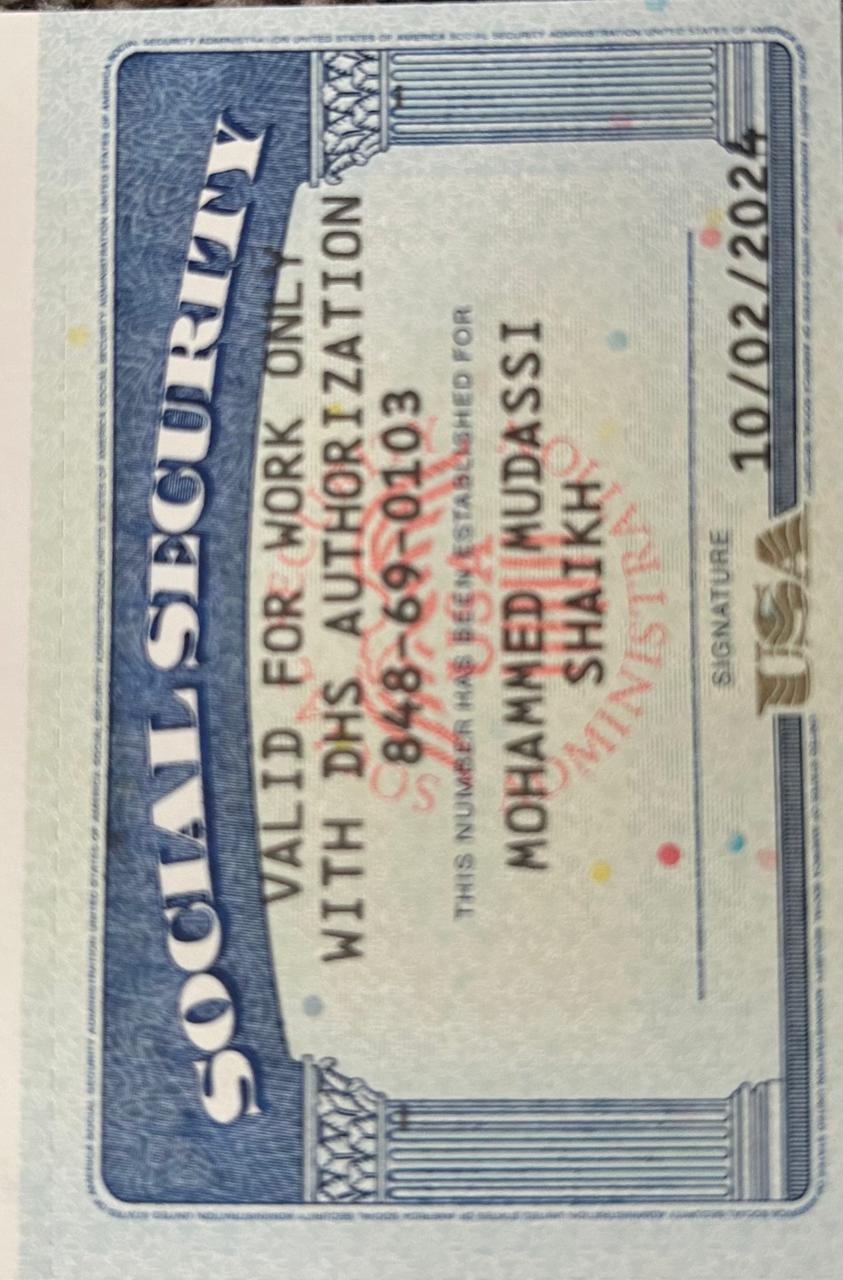 SOCIAL SECURITY
VALID FOR WORK ONLY
WITH DHS AUTHORIZATION
848-69-0103
THIS NUMBER HAS BEEN ESTABLISHED FOR
MOHAMMED MUDASSI
SHAIKH
USA
SIGNATURE
10/02/2024
USA